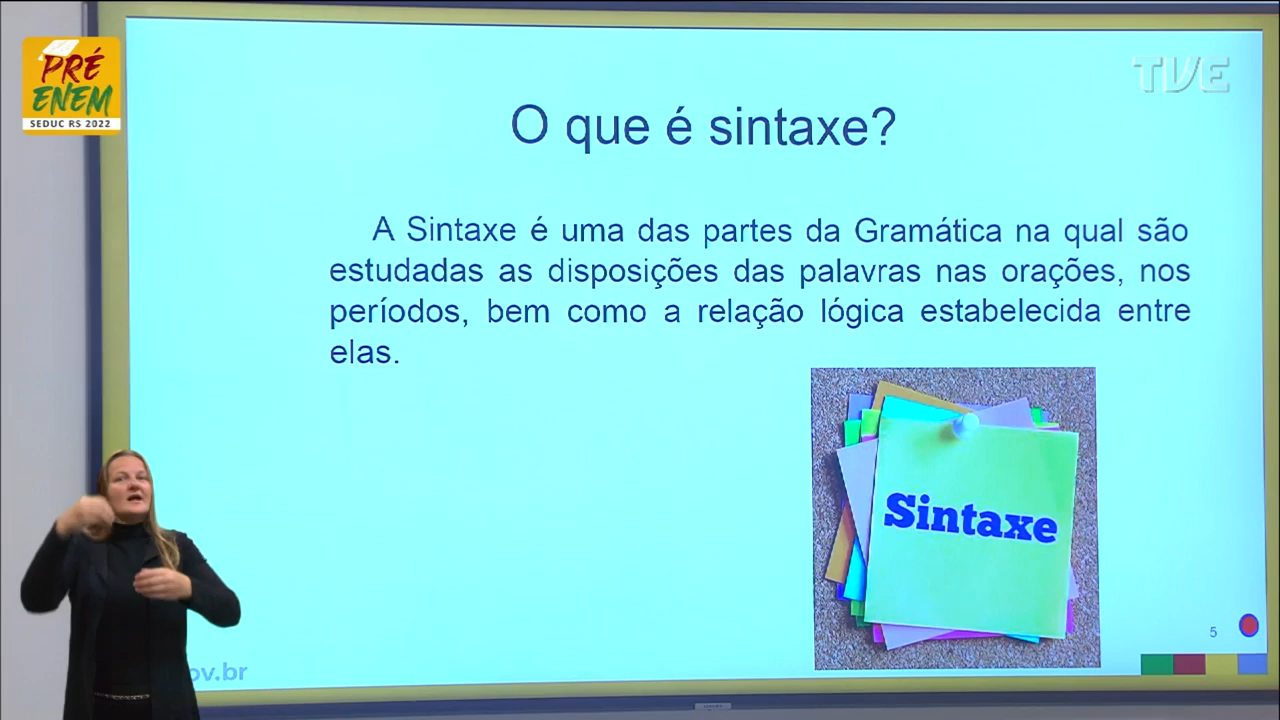 PRÉ
ENEM
SEDUC RS 2022
TVE
O que é sintaxe?
A Sintaxe é uma das partes da Gramática na qual são
estudadas as disposições das palavras nas orações, nos
períodos, bem como a relação lógica estabelecida entre
elas.
Sintaxe
5
ov.br